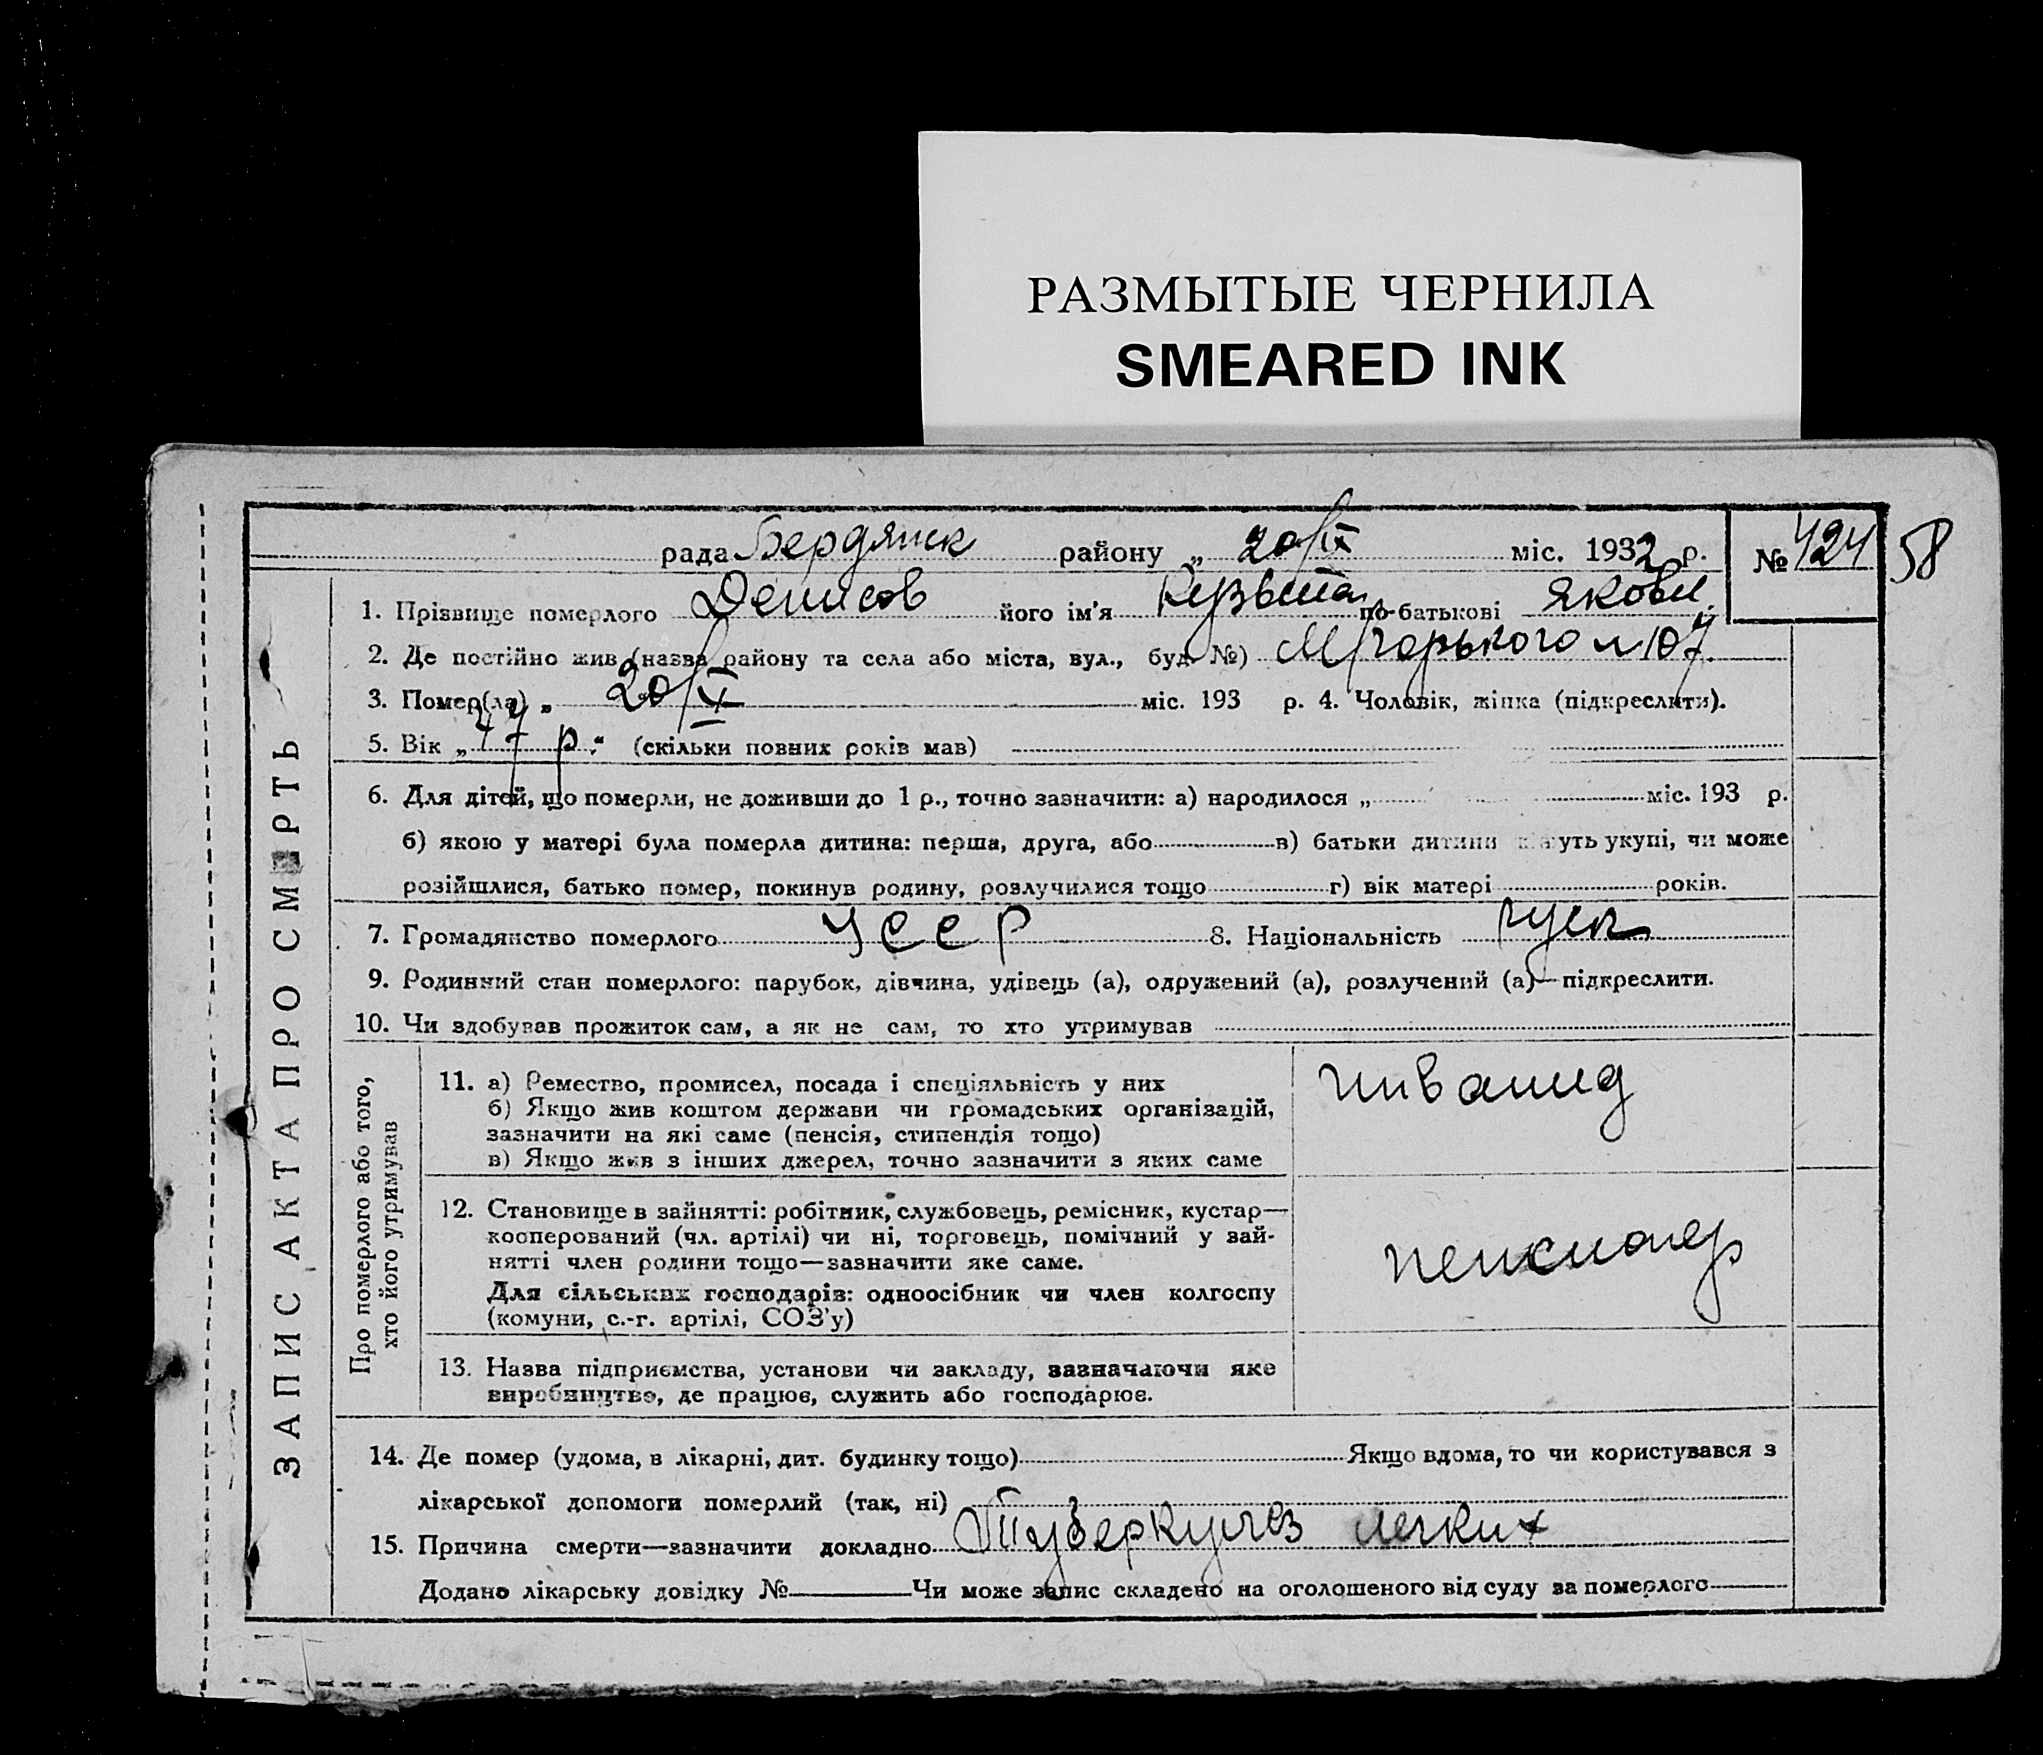 РАЗМЫТЫЕ ЧЕРНИЛА
SMEARED INK
рада Бердянск району „ 20/IX міс. 1932 р. № 424 58
1. Прізвище померлого Денисов його ім'я Кузьма по-батькові Яковл.
2. Де постійно жив (назва району та села або міста, вул., буд. №) М/горького 107
3. Помер(ла) „ 20/ міс. 193 р. 4. Чоловік, жінка (підкреслити).
5. Вік „ 47 р.“ (скільки повних років мав)
6. Для дітей, що померли, не доживши до 1 р., точно зазначити: а) народилося „ міс. 193 р.
б) якою у матері була померла дитина: перша, друга, або в) батьки дитини живуть укупі, чи може
розійшлися, батько помер, покинув родину, розлучилися тощо г) вік матері років.
7. Громадянство померлого УССР 8. Національність руск
9. Родинний стан померлого: парубок, дівчина, удівець (а), одружений (а), розлучений (а)—підкреслити.
10. Чи здобував прожиток сам, а як не сам, то хто утримував
ЗАПИС АКТА ПРО СМЕРТЬ
Про померлого або того,
хто його утримував
11. а) Ремество, промисел, посада і спеціяльність у них
б) Якщо жив коштом держави чи громадських організацій,
зазначити на які саме (пенсія, стипендія тощо)
в) Якщо жив з інших джерел, точно зазначити з яких саме
инвалид
12. Становище в зайнятті: робітник, службовець, ремісник, кустар—
кооперований (чл. артілі) чи ні, торговець, помічний у зай-
нятті член родини тощо—зазначити яке саме.
Для сільських господарів: одноосібник чи член колгоспу
(комуни, с.-г. артілі, СОЗ'у)
пенсионер
13. Назва підприємства, установи чи закладу, зазначаючи яке
виробництво, де працює, служить або господарює.
14. Де помер (удома, в лікарні, дит. будинку тощо) Якщо вдома, то чи користувався з
лікарської допомоги померлий (так, ні)
15. Причина смерти—зазначити докладно Туберкулез легких
Додано лікарську довідку № Чи може запис складено на оголошеного від суду за померлого